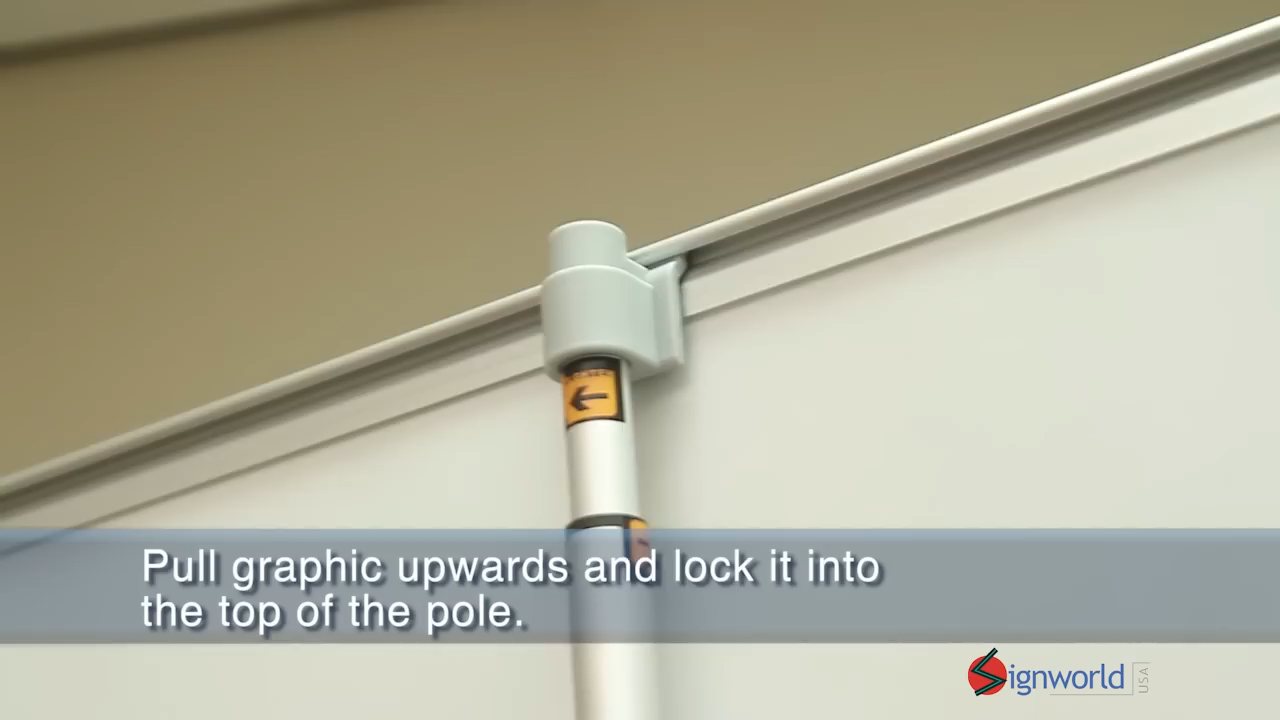 Pull graphic upwards and lock it into
the top of the pole.
Signworld USA